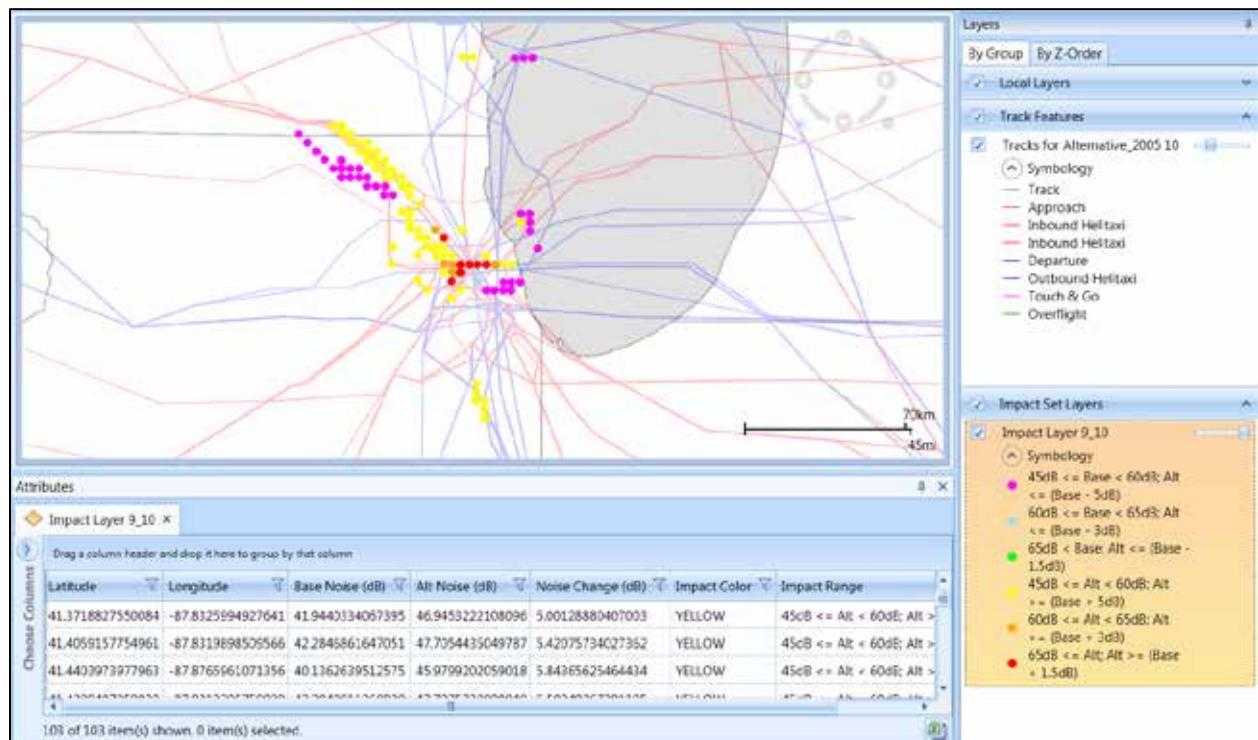 70km
45mi
Layers
By Group By Z-Order
Local Layers
Track Features
Tracks for Alternative_2005 10
Symbology
Track
Approach
Inbound Helitaxi
Inbound Helitaxi
Departure
Outbound Helitaxi
Touch & Go
Overflight
Impact Set Layers
Impact Layer 9_10
Symbology
45dB <= Base < 60dB; Alt
<= (Base - 5dB)
60dB <= Base < 65dB; Alt
<= (Base - 3dB)
65dB < Base; Alt <= (Base -
1.5dB)
45dB <= Alt < 60dB; Alt
>= (Base + 5dB)
60dB <= Alt < 65dB; Alt
>= (Base + 3dB)
65dB <= Alt; Alt >= (Base
+ 1.5dB)
Attributes
Impact Layer 9_10 ×
Choose Columns
Drag a column header and drop it here to group by that column
Latitude Longitude Base Noise (dB) Alt Noise (dB) Noise Change (dB) Impact Color Impact Range
41.3718827550084 -87.8325994927641 41.9440334067395 46.9453222108096 5.00128880407003 YELLOW 45dB <= Alt < 60dB; Alt >
41.4059157754961 -87.8319898509566 42.2846861647051 47.7054435049787 5.42075734027362 YELLOW 45dB <= Alt < 60dB; Alt >
41.4403973977963 -87.8765961071356 40.1362639512575 45.9799202059018 5.84365625464434 YELLOW 45dB <= Alt < 60dB; Alt >
103 of 103 item(s) shown. 0 item(s) selected.